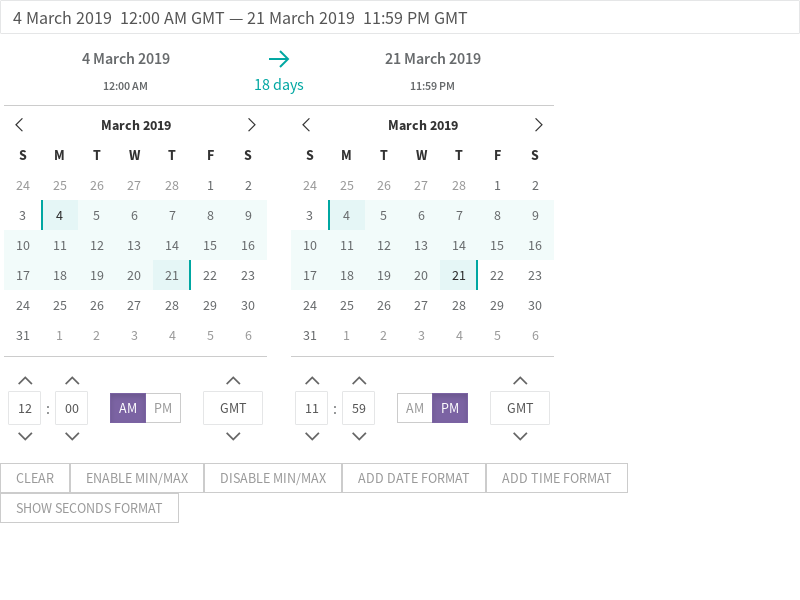 4 March 2019  12:00 AM GMT — 21 March 2019  11:59 PM GMT
4 March 2019 21 March 2019
12:00 AM 18 days 11:59 PM
March 2019 March 2019
S M T W T F S S M T W T F S
24 25 26 27 28 1 2 24 25 26 27 28 1 2
3 4 5 6 7 8 9 3 4 5 6 7 8 9
10 11 12 13 14 15 16 10 11 12 13 14 15 16
17 18 19 20 21 22 23 17 18 19 20 21 22 23
24 25 26 27 28 29 30 24 25 26 27 28 29 30
31 1 2 3 4 5 6 31 1 2 3 4 5 6
12 : 00 AM PM GMT 11 : 59 AM PM GMT
CLEAR ENABLE MIN/MAX DISABLE MIN/MAX ADD DATE FORMAT ADD TIME FORMAT
SHOW SECONDS FORMAT